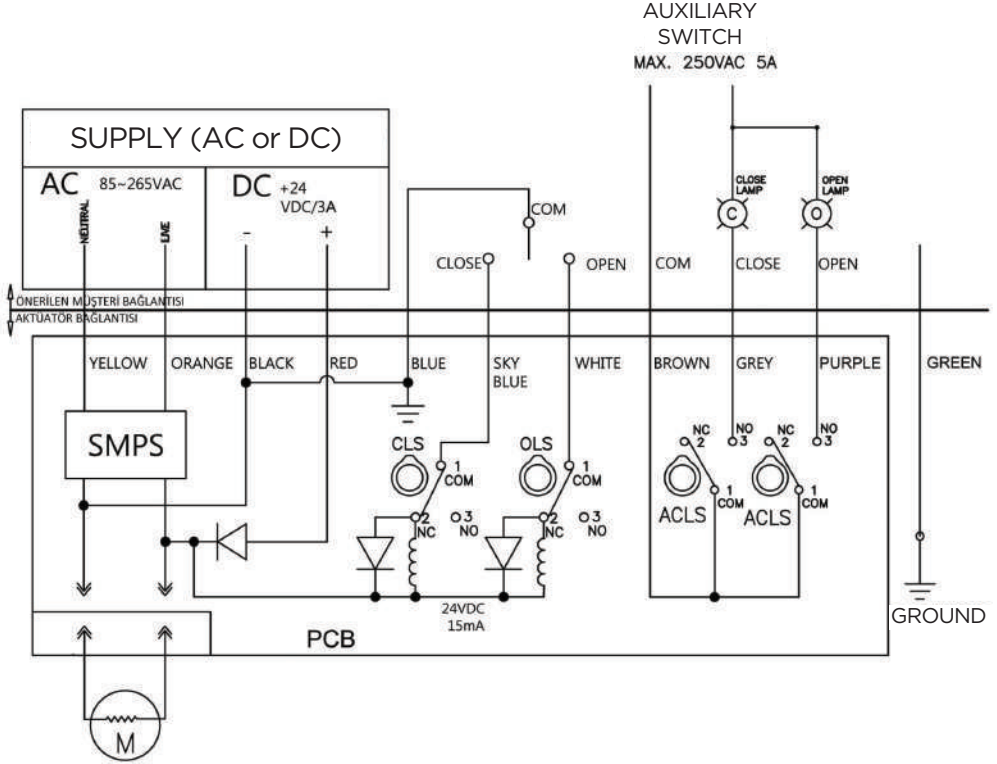 AUXILIARY
SWITCH
MAX. 250VAC 5A
SUPPLY (AC or DC)
AC 85~265VAC
DC +24
VDC/3A
NEUTRAL
LIVE
- +
COM
CLOSE
OPEN
CLOSE
LAMP
C
OPEN
LAMP
O
COM
CLOSE
OPEN
ÖNERİLEN MÜŞTERİ BAĞLANTISI
AKTÜATÖR BAĞLANTISI
YELLOW
ORANGE
BLACK
RED
BLUE
SKY
BLUE
WHITE
BROWN
GREY
PURPLE
GREEN
SMPS
CLS
1
COM
2
NC
3
NO
OLS
1
COM
2
NC
3
NO
NC
2
NO
3
1
COM
ACLS
NC
2
NO
3
1
COM
ACLS
24VDC
15mA
PCB
GROUND
M